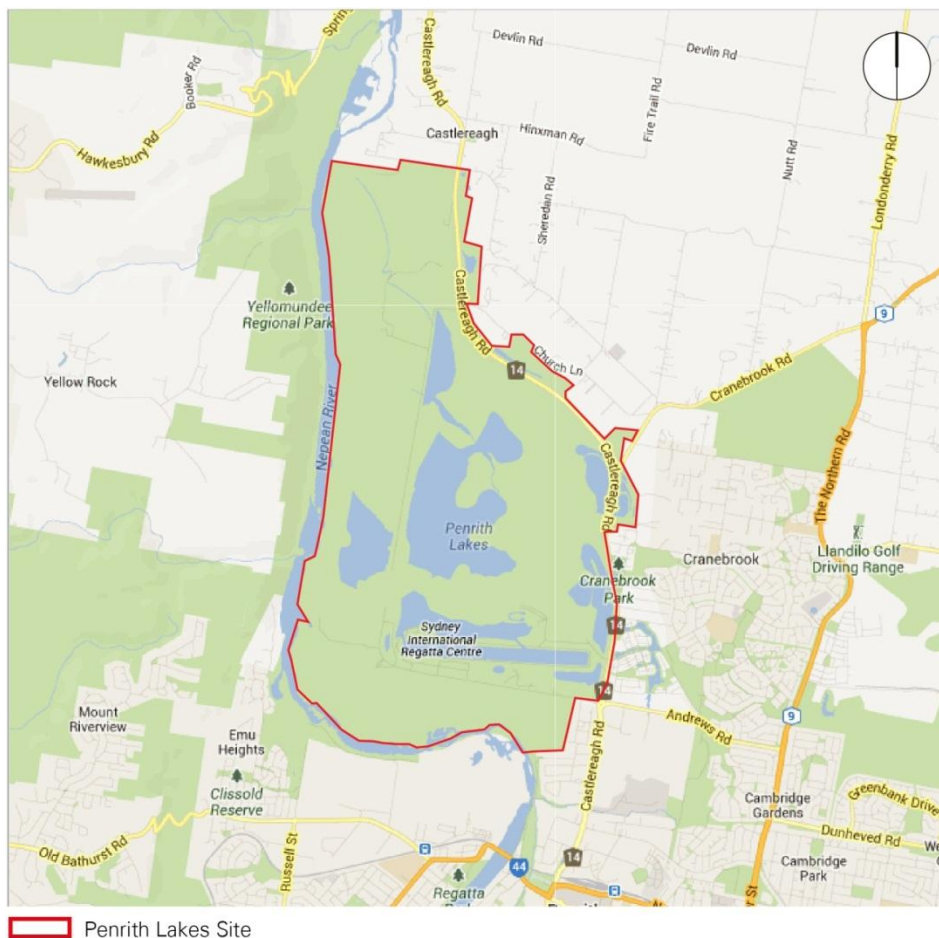 Spring
Devlin Rd
Devlin Rd
Booker Rd
Castlereagh Rd
Castlereagh
Hinxman Rd
Fire Trail Rd
Nutt Rd
Londonderry Rd
Hawkesbury Rd
Sheredan Rd
Yellomundee
Regional Park
Castlereagh Rd
9
Church Ln
14
Cranebrook Rd
Yellow Rock
Nepean River
The Northern Rd
Castlereagh Rd
Penrith
Lakes
Cranebrook
Llandilo Golf
Driving Range
Cranebrook
Park
Sydney
International
Regatta Centre
14
14
Mount
Riverview
Emu
Heights
Andrews Rd
9
Clissold
Reserve
Castlereagh Rd
Cambridge
Gardens
Greenbank Drive
Old Bathurst Rd
Russell St
Dunheved Rd
14
44
Cambridge
Park
Regatta
Penrith Lakes Site